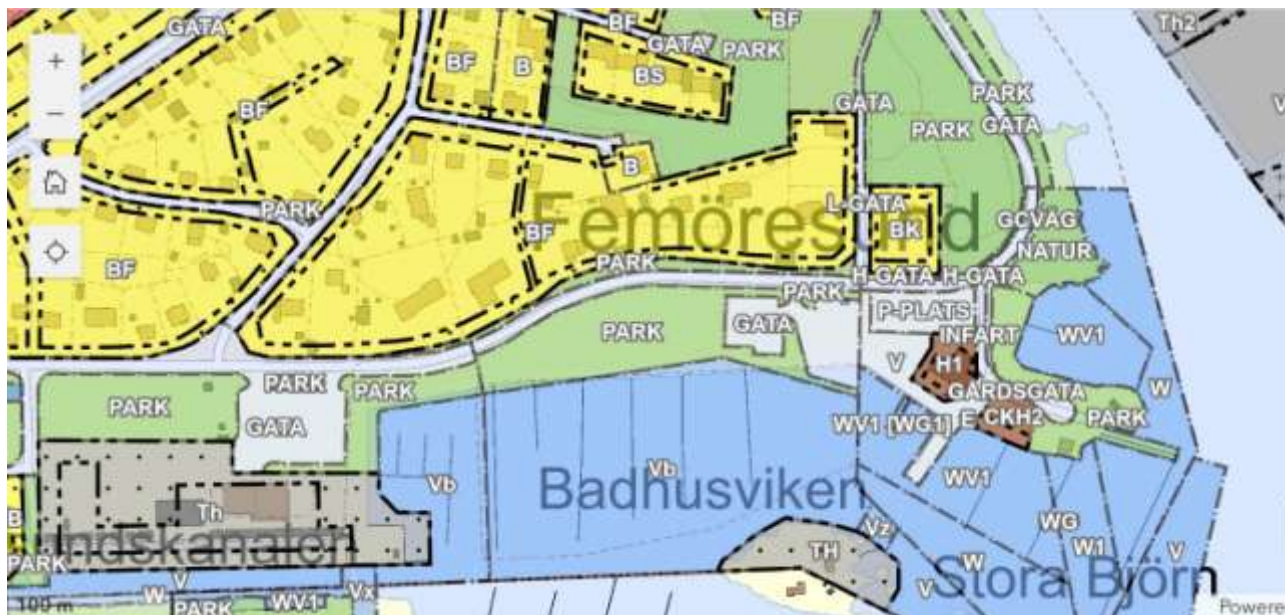 GATA
BF
GATA
PARK
BF
Th2
BF
B
BS
BF
GATA
PARK
GATA
PARK
B
PARK
L-GATA
BK
GCVÄG
NATUR
Femöresund
BF
BF
PARK
H-GATA
H-GATA
PARK
P-PLATS
PARK
GATA
INFART
WV1
V
H1
PARK
PARK
PARK
GÅRDSGATA
W
GATA
WV1 [WG1]
E
CKH2
PARK
Vb
Vb
Badhusviken
WV1
Th
B
WG
ndskanalen
TH
Vz
W1
PARK
W
V
V
Stora Björn
V
W
Vx
100 m
PARK
WV1
Powere